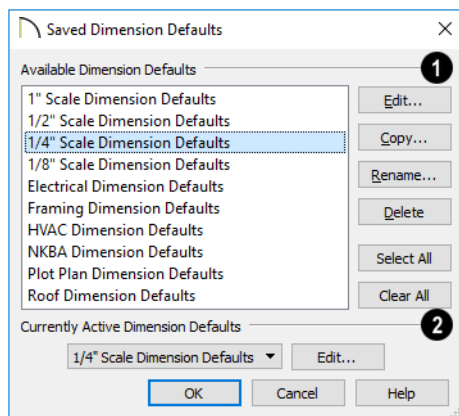 Saved Dimension Defaults
Available Dimension Defaults
1
1" Scale Dimension Defaults
1/2" Scale Dimension Defaults
1/4" Scale Dimension Defaults
1/8" Scale Dimension Defaults
Electrical Dimension Defaults
Framing Dimension Defaults
HVAC Dimension Defaults
NKBA Dimension Defaults
Plot Plan Dimension Defaults
Roof Dimension Defaults
Edit...
Copy...
Rename...
Delete
Select All
Clear All
Currently Active Dimension Defaults
2
1/4" Scale Dimension Defaults
Edit...
OK
Cancel
Help